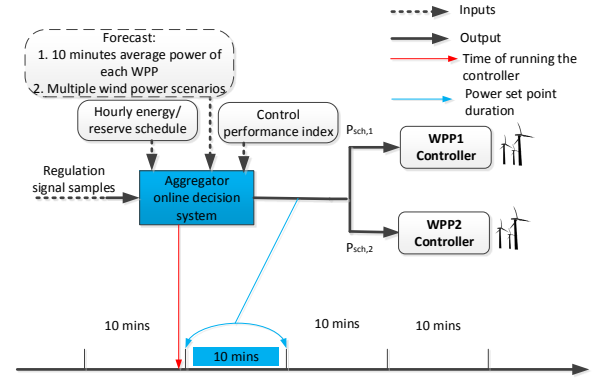 Forecast:
1. 10 minutes average power of
each WPP
2. Multiple wind power scenarios
Inputs
Output
Time of running the
controller
Power set point
duration
Hourly energy/
reserve schedule
Control
performance index
Regulation
signal samples
Aggregator
online decision
system
Psch,1
WPP1
Controller
Psch,2
WPP2
Controller
10 mins
10 mins
10 mins
10 mins